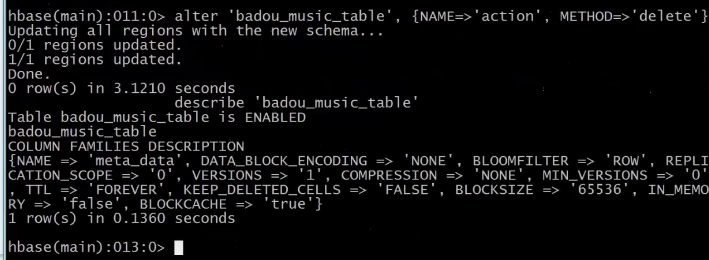 hbase(main):011:0> alter 'badou_music_table', {NAME=>'action', METHOD=>'delete'}
Updating all regions with the new schema...
0/1 regions updated.
1/1 regions updated.
Done.
0 row(s) in 3.1210 seconds
describe 'badou_music_table'
Table badou_music_table is ENABLED
badou_music_table
COLUMN FAMILIES DESCRIPTION
{NAME => 'meta_data', DATA_BLOCK_ENCODING => 'NONE', BLOOMFILTER => 'ROW', REPLI
CATION_SCOPE => '0', VERSIONS => '1', COMPRESSION => 'NONE', MIN_VERSIONS => '0'
, TTL => 'FOREVER', KEEP_DELETED_CELLS => 'FALSE', BLOCKSIZE => '65536', IN_MEMO
RY => 'false', BLOCKCACHE => 'true'}
1 row(s) in 0.1360 seconds
hbase(main):013:0>